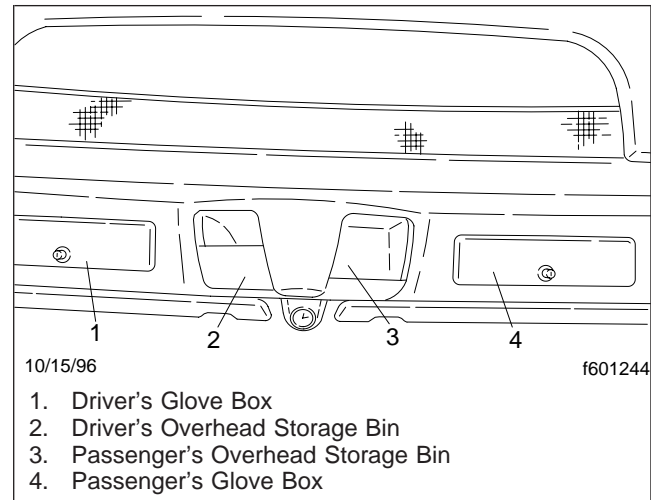 1 2 3 4
10/15/96 f601244
1. Driver's Glove Box
2. Driver's Overhead Storage Bin
3. Passenger's Overhead Storage Bin
4. Passenger's Glove Box